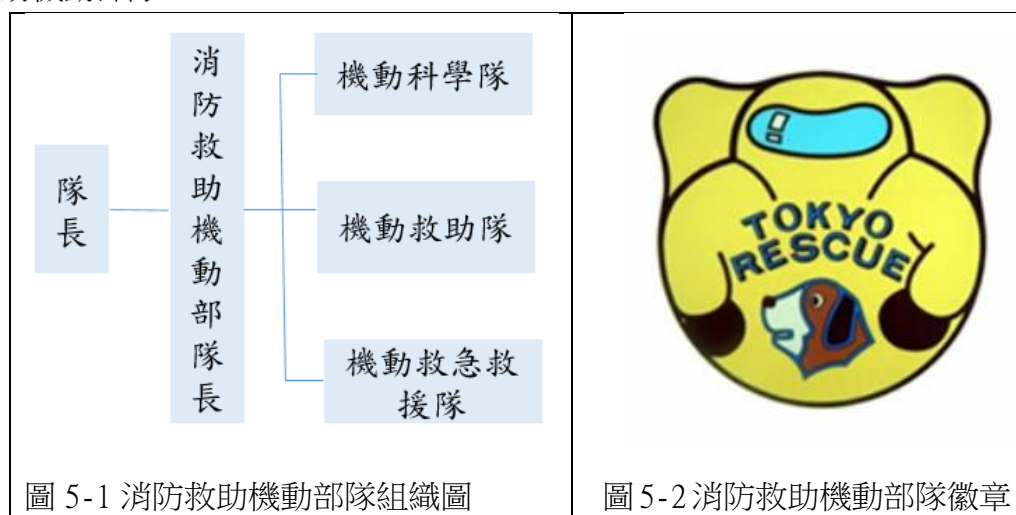 隊長
消防救助機動部隊長
機動科學隊
機動救助隊
機動救急救
援隊
TOKYO
RESCUE
圖 5-1 消防救助機動部隊組織圖
圖 5-2 消防救助機動部隊徽章